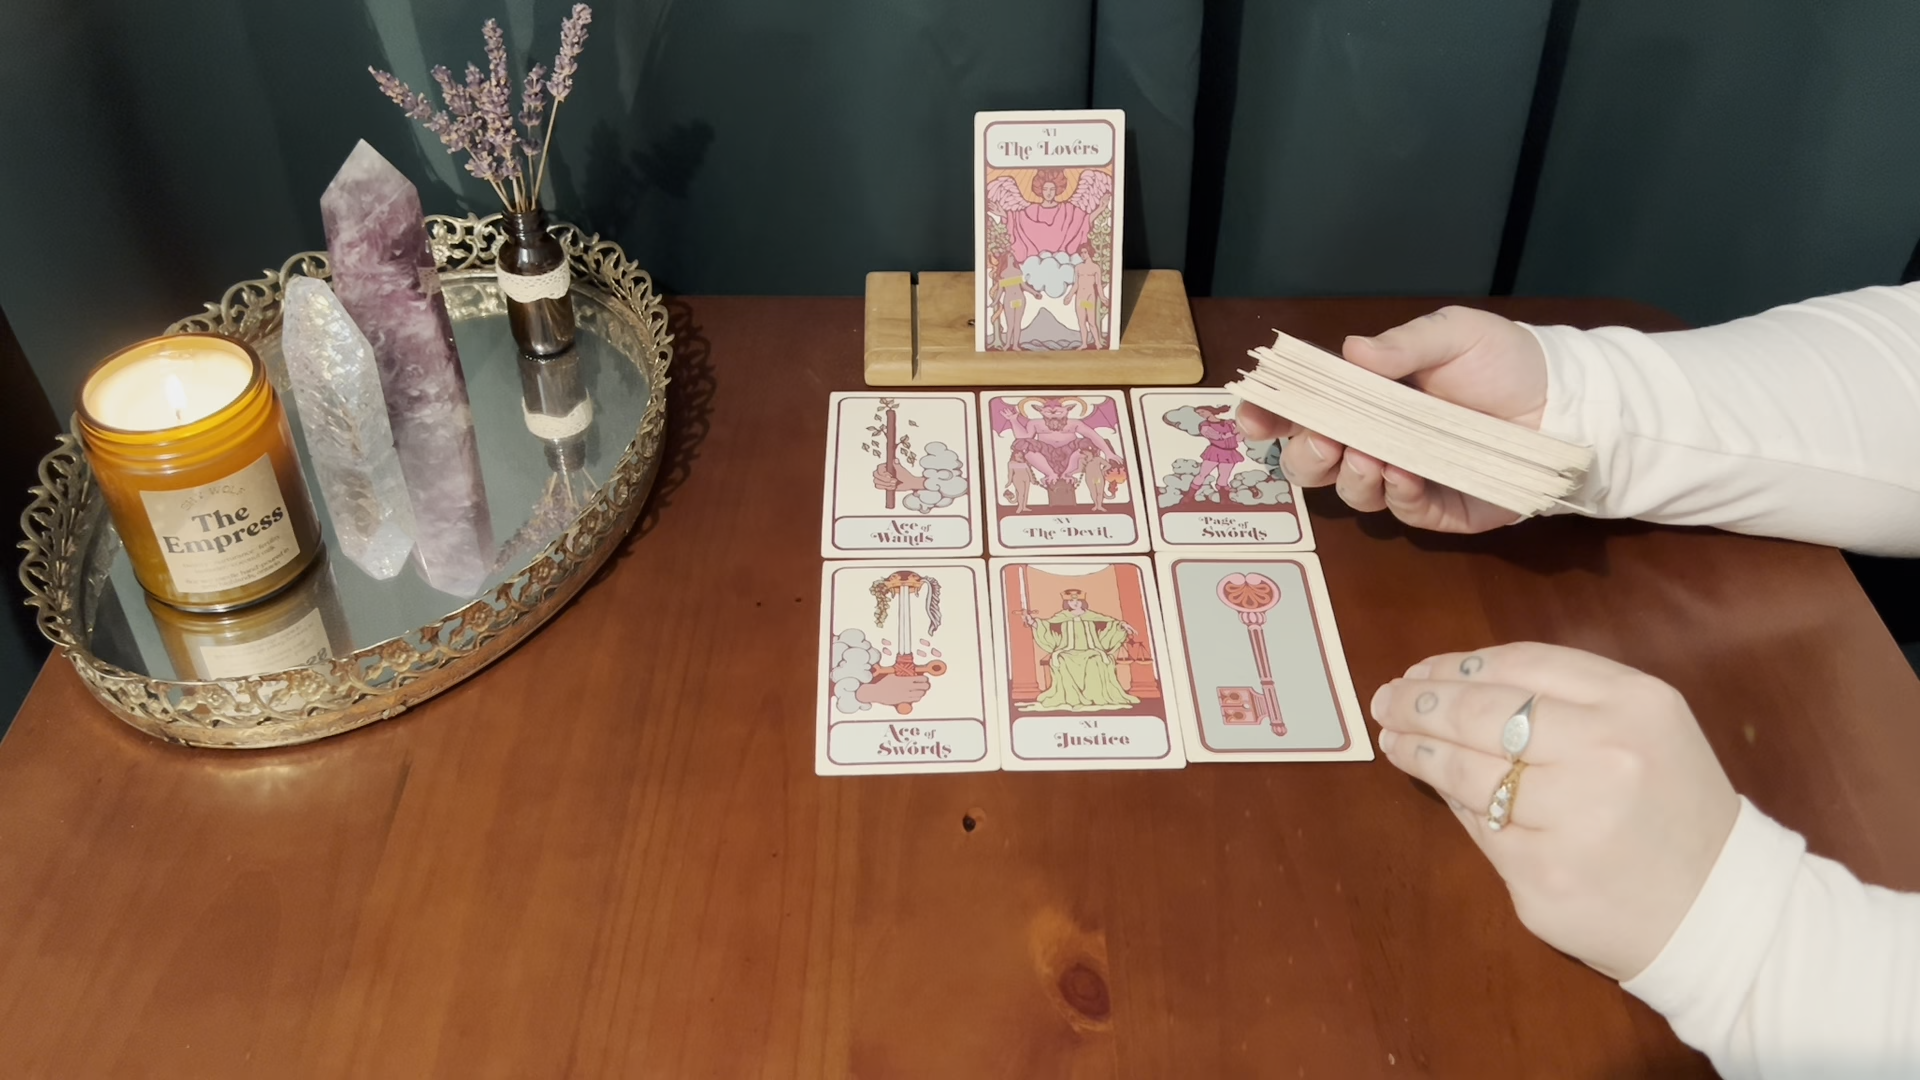 VI
The Lovers
Ace of
Wands
XV
The Devil
Page of
Swords
Ace of
Swords
XI
Justice
The
Empress
G
O
L